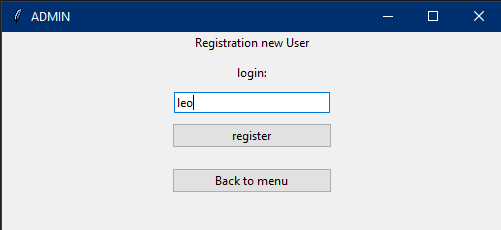 ADMIN
Registration new User
login:
leo
register
Back to menu